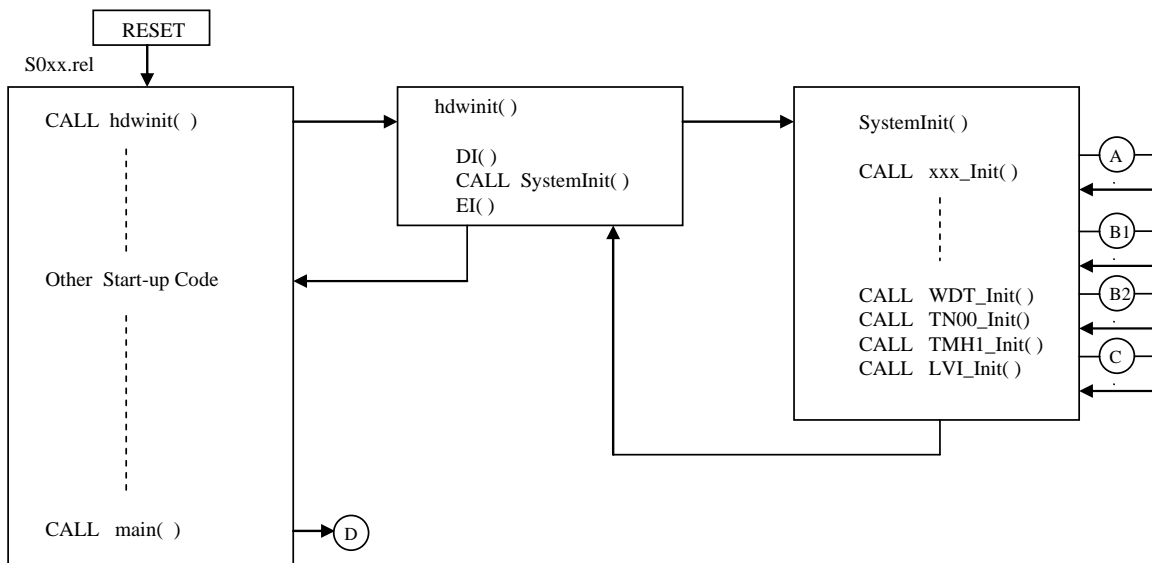 RESET
S0xx.rel
CALL hdwinit( )
Other Start-up Code
CALL main( )
D
hdwinit( )
DI( )
CALL SystemInit( )
EI( )
SystemInit( )
CALL xxx_Init( )
CALL WDT_Init( )
CALL TN00_Init()
CALL TMH1_Init( )
CALL LVI_Init( )
A
B1
B2
C